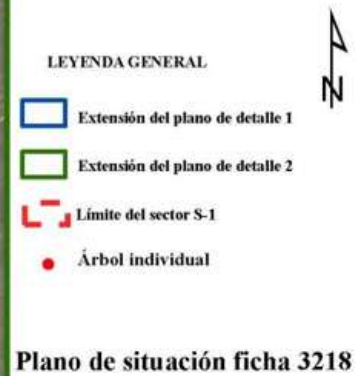 N
LEYENDA GENERAL
Extensión del plano de detalle 1
Extensión del plano de detalle 2
Límite del sector S-1
Árbol individual
Plano de situación ficha 3218